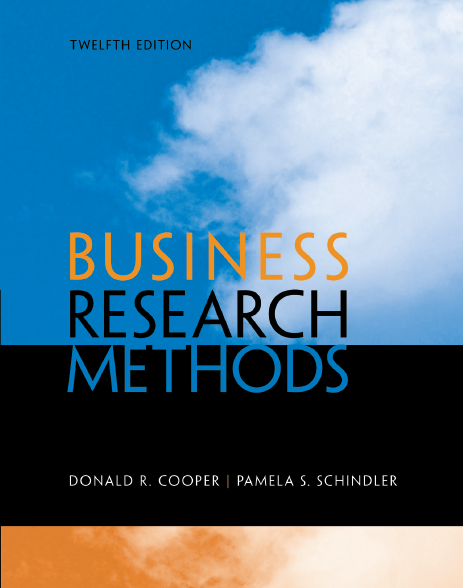 TWELFTH EDITION
BUSINESS
RESEARCH
METHODS
DONALD R. COOPER | PAMELA S. SCHINDLER